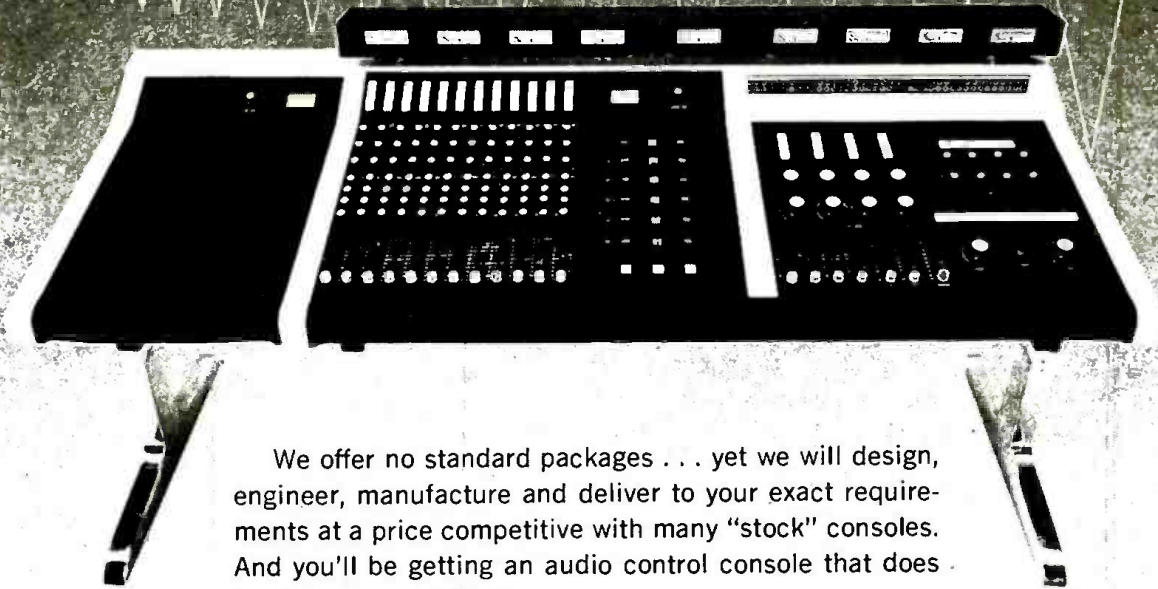 We offer no standard packages . . . yet we will design,
engineer, manufacture and deliver to your exact require-
ments at a price competitive with many “stock” consoles.
And you'll be getting an audio control console that does